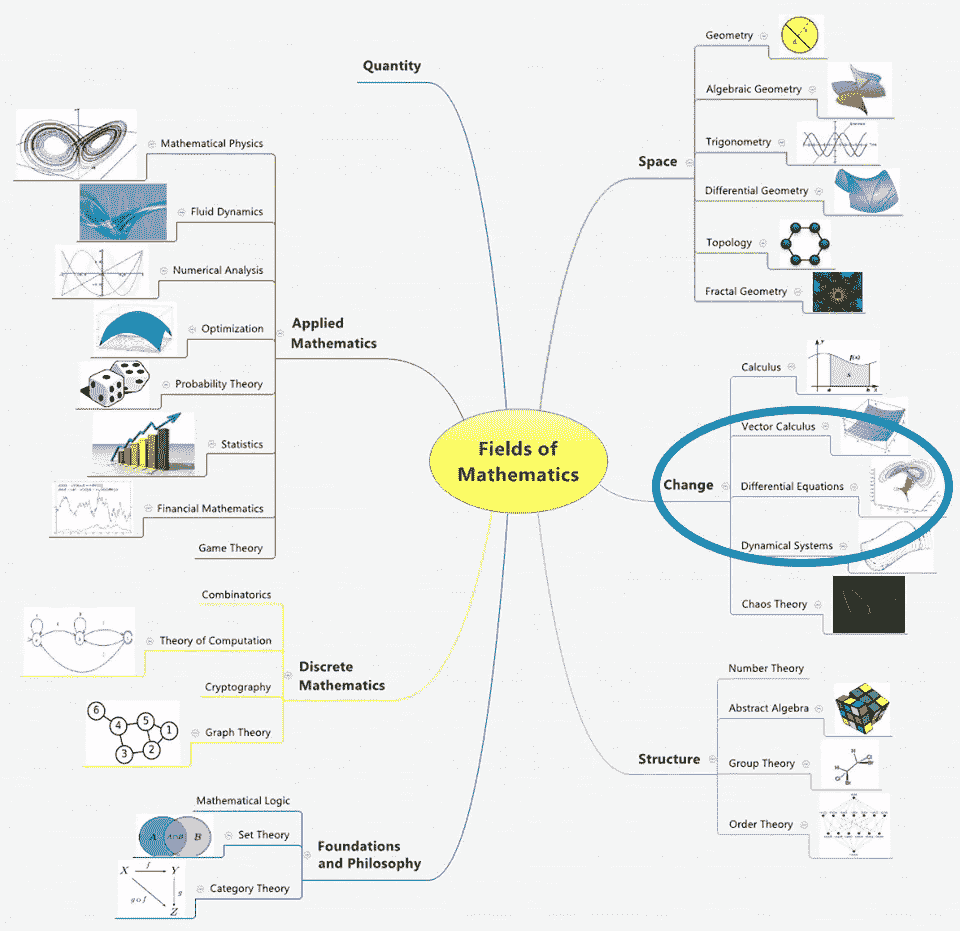 Quantity
Mathematical Physics
Fluid Dynamics
Numerical Analysis
Optimization
Probability Theory
Statistics
Financial Mathematics
Game Theory
Applied
Mathematics
Combinatorics
Theory of Computation
Cryptography
Graph Theory
6
4
5
1
3
2
Discrete
Mathematics
Mathematical Logic
Set Theory
A
A∩B
B
Category Theory
X
f
Y
g∘f
g
Z
Foundations
and Philosophy
Fields of
Mathematics
Space
Geometry
d
Algebraic Geometry
Trigonometry
Differential Geometry
Topology
Fractal Geometry
Change
Calculus
y
f(x)
S
a
b
x
Vector Calculus
Differential Equations
Dynamical Systems
Chaos Theory
Structure
Number Theory
Abstract Algebra
Group Theory
H
H
Order Theory